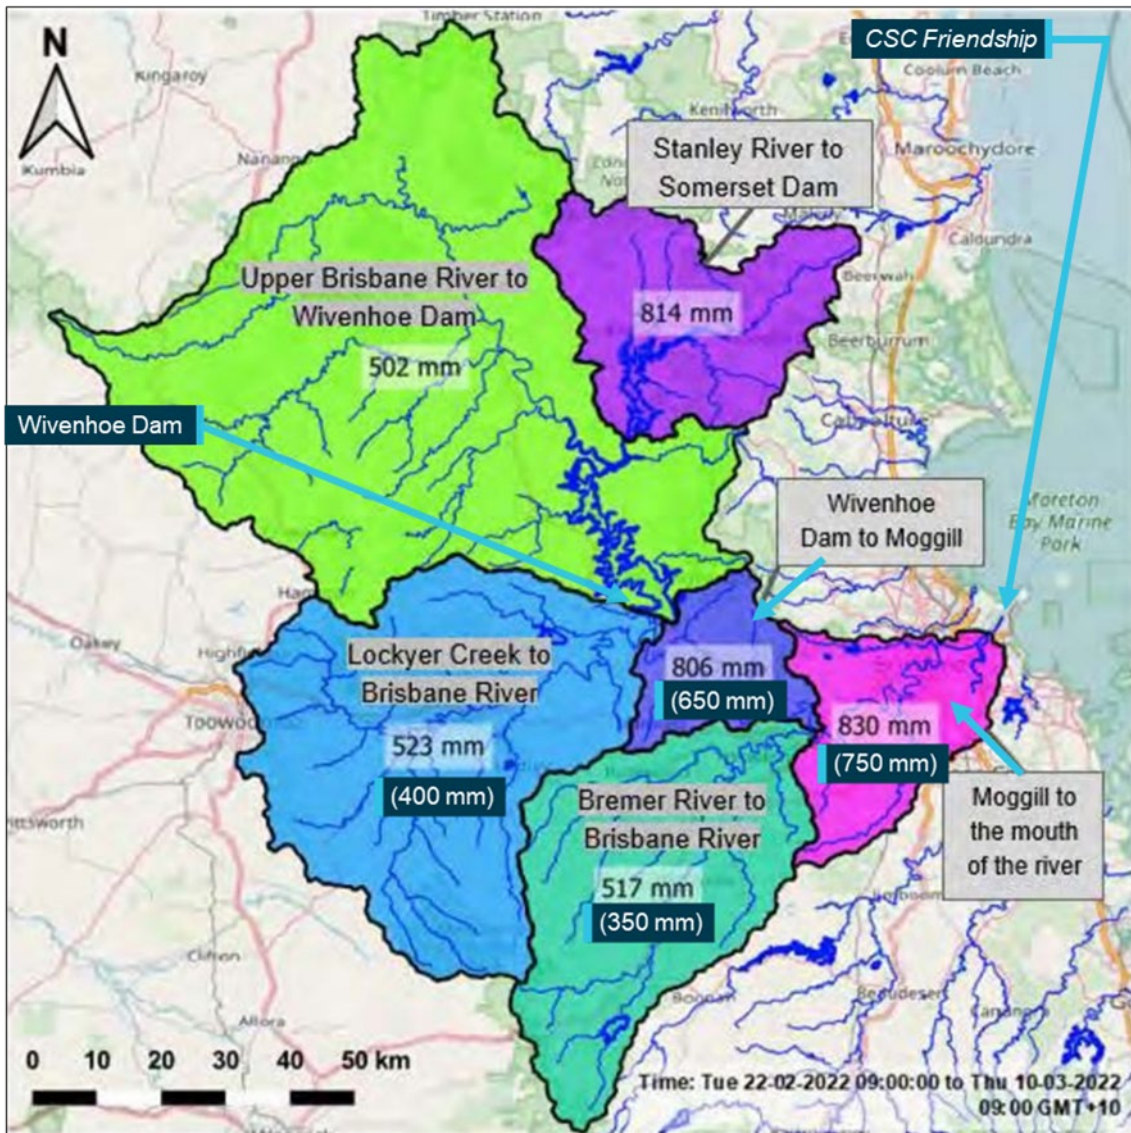 Timber Station
CSC Friendship
N
Kingaroy
Coolum Beach
Kenilworth
Stanley River to
Somerset Dam
Maroochydore
Kumbia
Caloundra
Upper Brisbane River to
Wivenhoe Dam
502 mm
814 mm
Beerwah
Beerburrum
Wivenhoe Dam
Wivenhoe
Dam to Moggill
Moreton
Bay Marine
Park
Oakey
Lockyer Creek to
Brisbane River
523 mm
(400 mm)
806 mm
(650 mm)
830 mm
(750 mm)
Bremer River to
Brisbane River
517 mm
(350 mm)
Moggill to
the mouth
of the river
Clifton
Allora
0 10 20 30 40 50 km
Time: Tue 22-02-2022 09:00:00 to Thu 10-03-2022
09:00 GMT+10